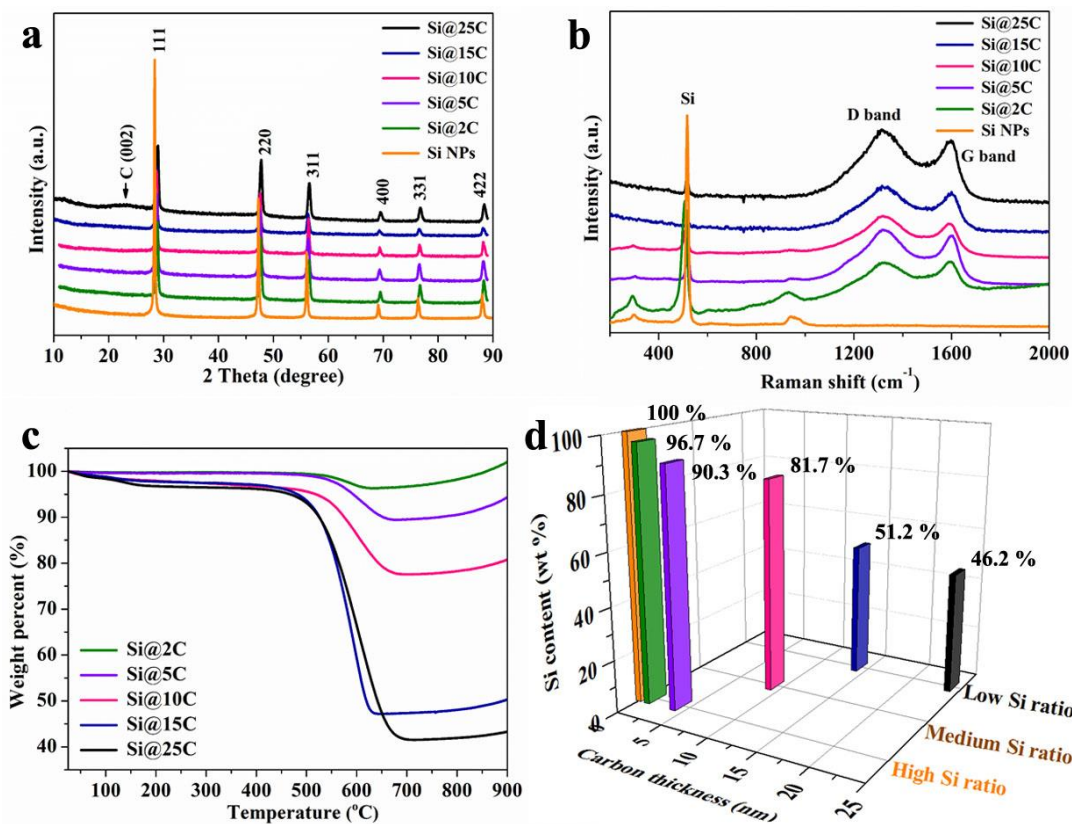 a
111
C (002)
220
311
400
331
422
Si@25C
Si@15C
Si@10C
Si@5C
Si@2C
Si NPs
Intensity (a.u.)
10 20 30 40 50 60 70 80 90
2 Theta (degree)
b
Si
D band
G band
Si@25C
Si@15C
Si@10C
Si@5C
Si@2C
Si NPs
Intensity (a.u.)
400 800 1200 1600 2000
Raman shift (cm⁻¹)
c
100
90
80
70
60
50
40
Weight percent (%)
Si@2C
Si@5C
Si@10C
Si@15C
Si@25C
100 200 300 400 500 600 700 800 900
Temperature (°C)
d
100 %
96.7 %
90.3 %
81.7 %
51.2 %
46.2 %
100
80
60
40
20
0
Si content (wt %)
5 10 15 20 25
Carbon thickness (nm)
Low Si ratio
Medium Si ratio
High Si ratio